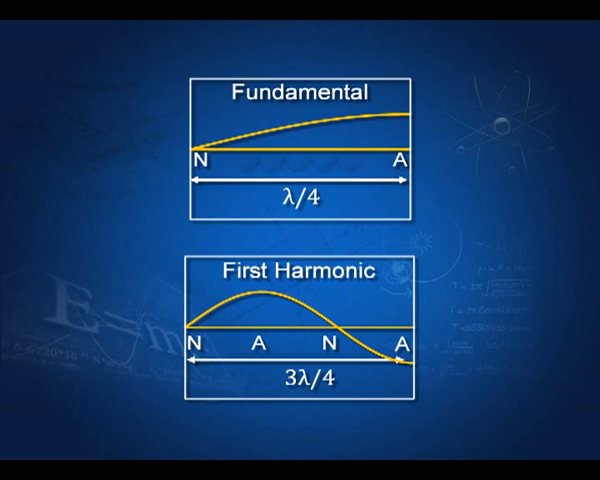 Fundamental
N A
λ/4
First Harmonic
N A N A
3λ/4
E=m